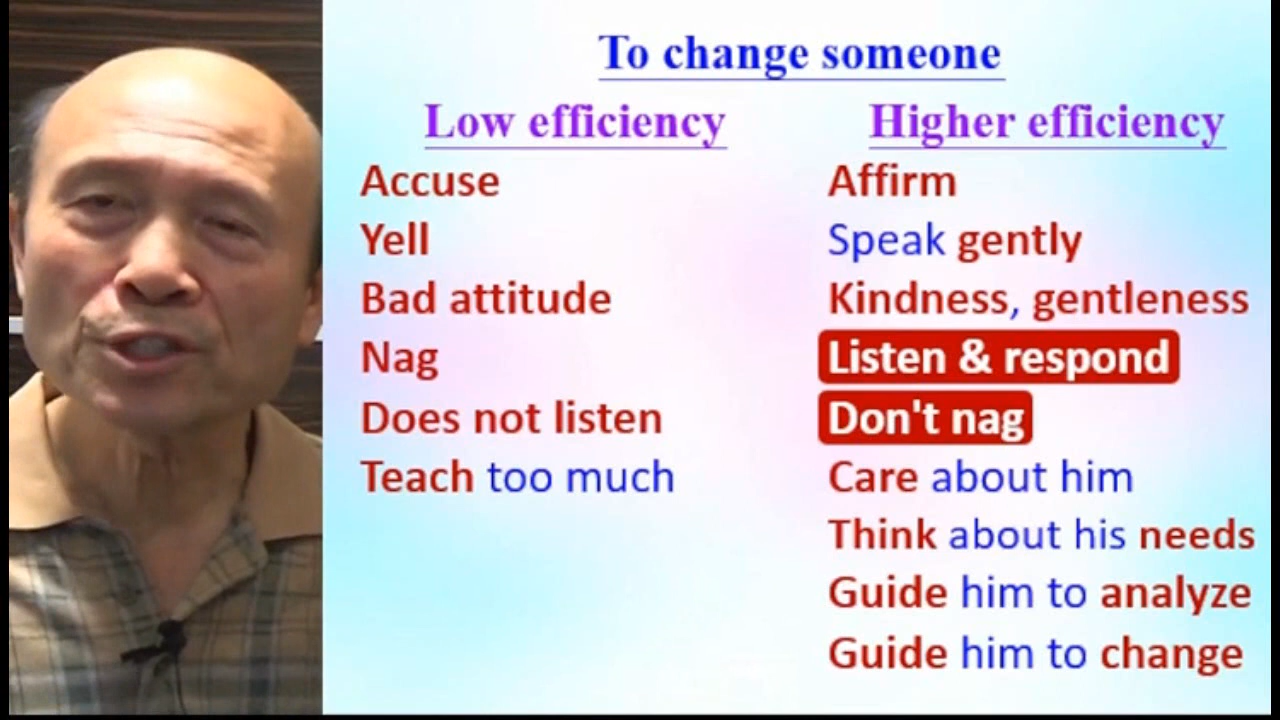 To change someone
Low efficiency
Accuse
Yell
Bad attitude
Nag
Does not listen
Teach too much
Higher efficiency
Affirm
Speak gently
Kindness, gentleness
Listen & respond
Don't nag
Care about him
Think about his needs
Guide him to analyze
Guide him to change